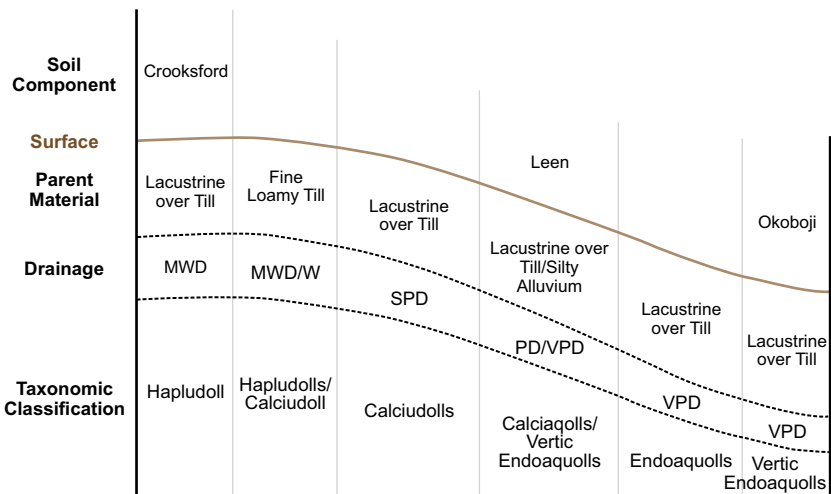 Soil
Component
Crooksford
Surface
Leen
Okoboji
Parent
Material
Lacustrine
over Till
Fine
Loamy Till
Lacustrine
over Till
Lacustrine over
Till/Silty
Alluvium
Lacustrine
over Till
Lacustrine
over Till
Drainage
MWD
MWD/W
SPD
PD/VPD
VPD
VPD
Taxonomic
Classification
Hapludoll
Hapludolls/
Calciudoll
Calciudolls
Calciaqolls/
Vertic
Endoaquolls
Endoaquolls
Vertic
Endoaquolls